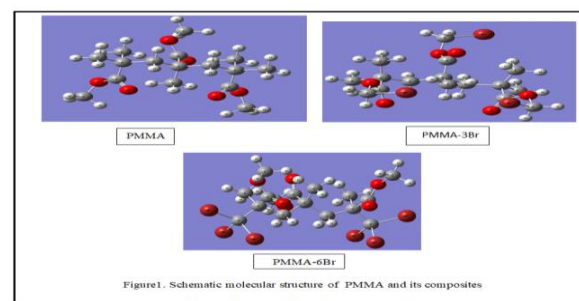 PMMA
PMMA-3Br
PMMA-6Br
Figure1. Schematic molecular structure of PMMA and its composites